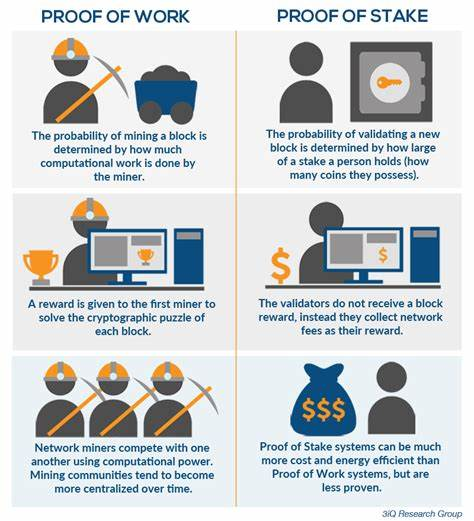 PROOF OF WORK
PROOF OF STAKE
The probability of mining a block is
determined by how much
computational work is done by
the miner.
The probability of validating a new
block is determined by how large
of a stake a person holds (how
many coins they possess).
A reward is given to the first miner to
solve the cryptographic puzzle of
each block.
$
$
The validators do not receive a block
reward, instead they collect network
fees as their reward.
Network miners compete with one
another using computational power.
Mining communities tend to become
more centralized over time.
$$$
Proof of Stake systems can be much
more cost and energy efficient than
Proof of Work systems, but are
less proven.
3iQ Research Group